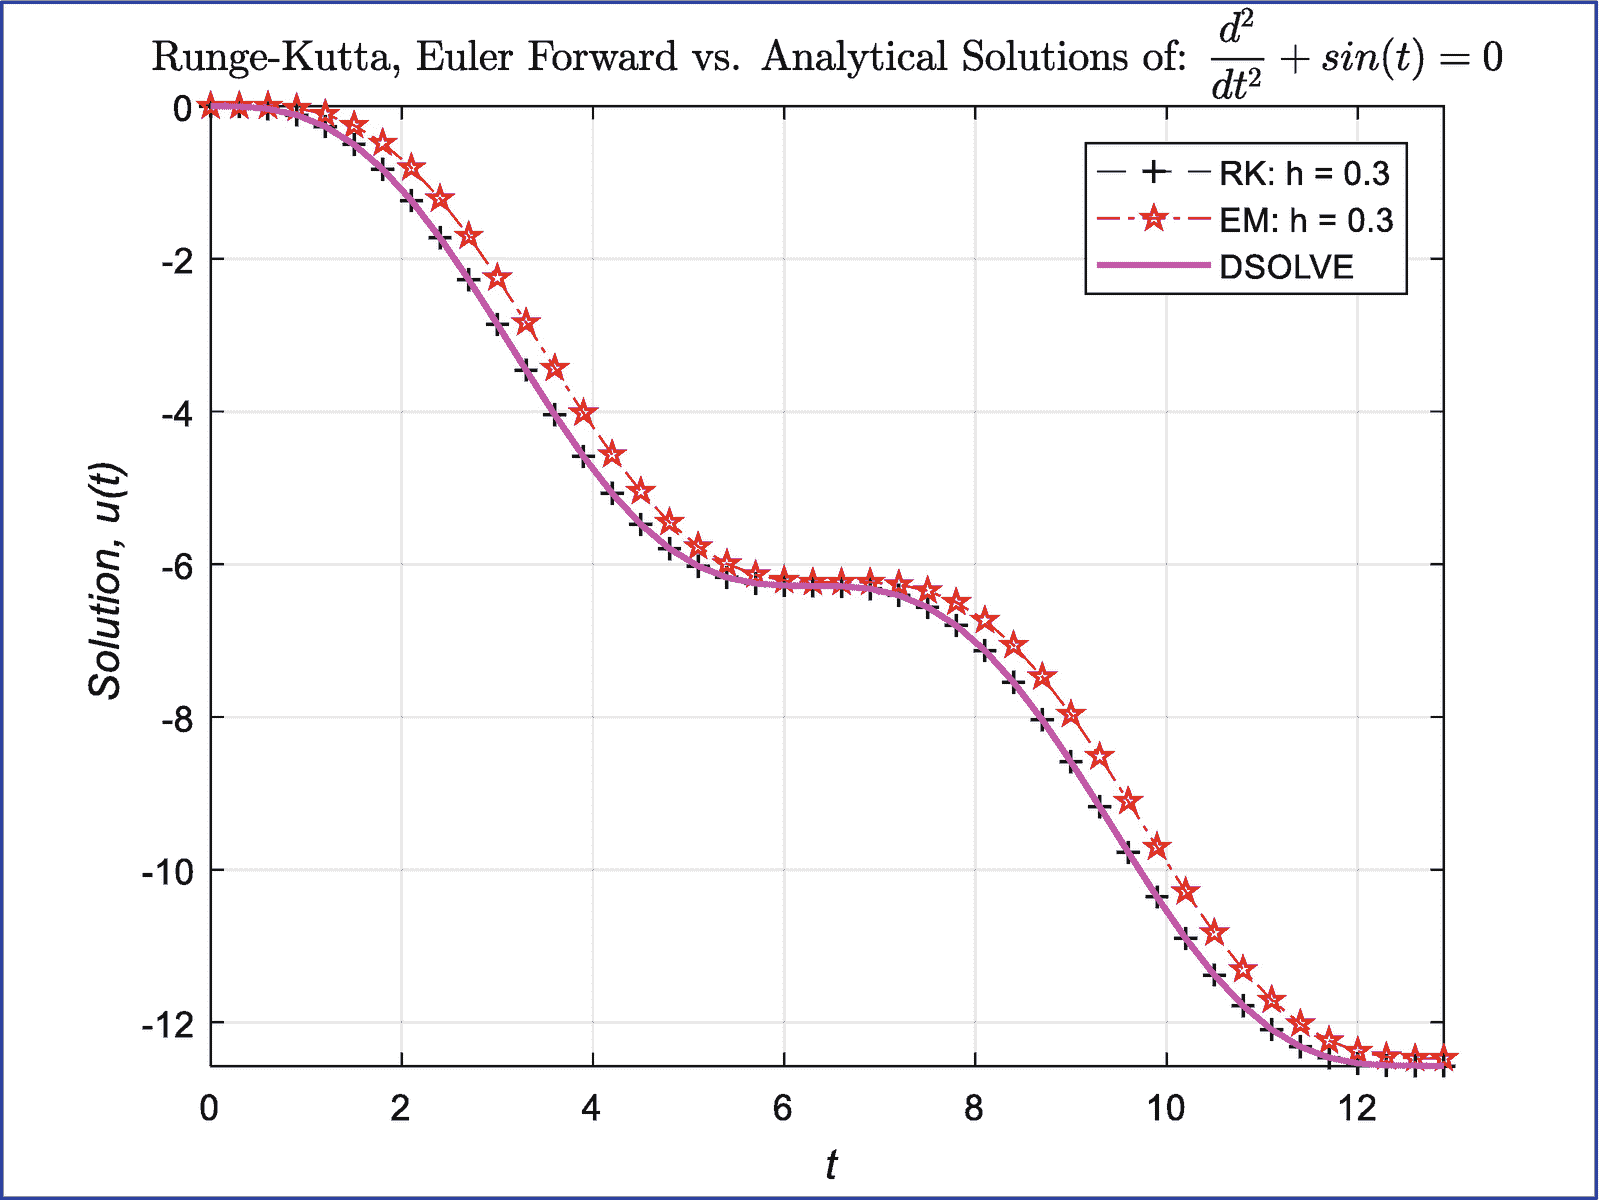 Runge-Kutta, Euler Forward vs. Analytical Solutions of: d²/dt² + sin(t) = 0
RK: h = 0.3
EM: h = 0.3
DSOLVE
0
-2
-4
-6
-8
-10
-12
Solution, u(t)
0 2 4 6 8 10 12
t